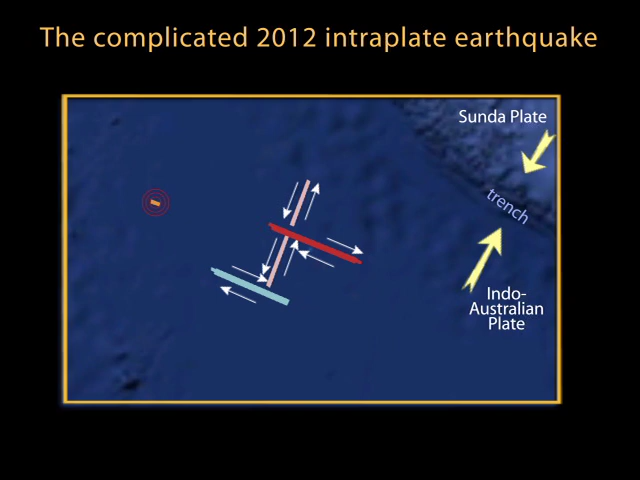 The complicated 2012 intraplate earthquake
Sunda Plate
trench
Indo-
Australian
Plate